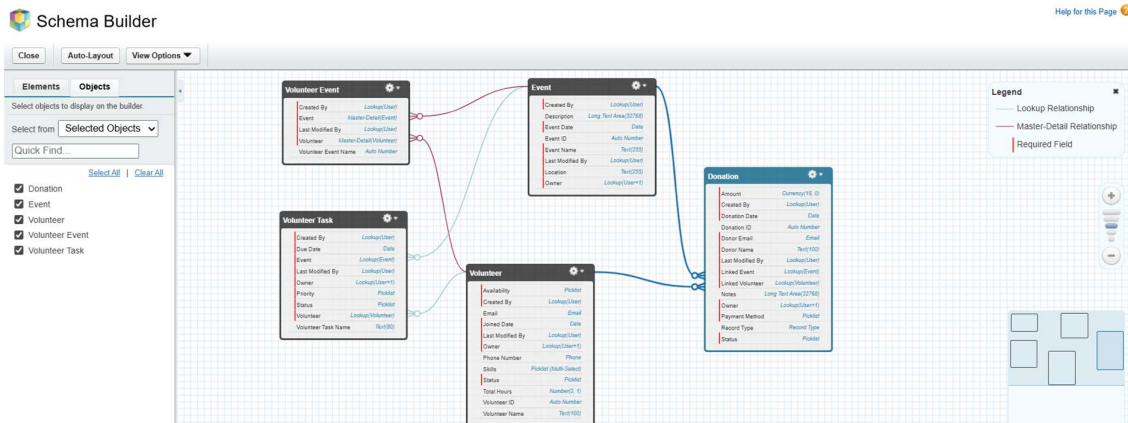 Schema Builder
Help for this Page
Close
Auto-Layout
View Options
Elements
Objects
Select objects to display on the builder.
Select from Selected Objects
Quick Find...
Select All | Clear All
Donation
Event
Volunteer
Volunteer Event
Volunteer Task
Volunteer Event
Created By Lookup(User)
Event Master-Detail(Event)
Last Modified By Lookup(User)
Volunteer Master-Detail(Volunteer)
Volunteer Event Name Auto Number
Event
Created By Lookup(User)
Description Long Text Area(32768)
Event Date Date
Event ID Auto Number
Event Name Text(255)
Last Modified By Lookup(User)
Location Text(255)
Owner Lookup(User+1)
Volunteer Task
Created By Lookup(User)
Due Date Date
Event Lookup(Event)
Last Modified By Lookup(User)
Owner Lookup(User+1)
Priority Picklist
Status Picklist
Volunteer Lookup(Volunteer)
Volunteer Task Name Text(80)
Volunteer
Availability Picklist
Created By Lookup(User)
Email Email
Joined Date Date
Last Modified By Lookup(User)
Owner Lookup(User+1)
Phone Number Phone
Skills Picklist (Multi-Select)
Status Picklist
Total Hours Number(3, 1)
Volunteer ID Auto Number
Volunteer Name Text(100)
Donation
Amount Currency(16, 0)
Created By Lookup(User)
Donation Date Date
Donation ID Auto Number
Donor Email Email
Donor Name Text(100)
Last Modified By Lookup(User)
Linked Event Lookup(Event)
Linked Volunteer Lookup(Volunteer)
Notes Long Text Area(32768)
Owner Lookup(User+1)
Payment Method Picklist
Record Type Record Type
Status Picklist
Legend
Lookup Relationship
Master-Detail Relationship
Required Field